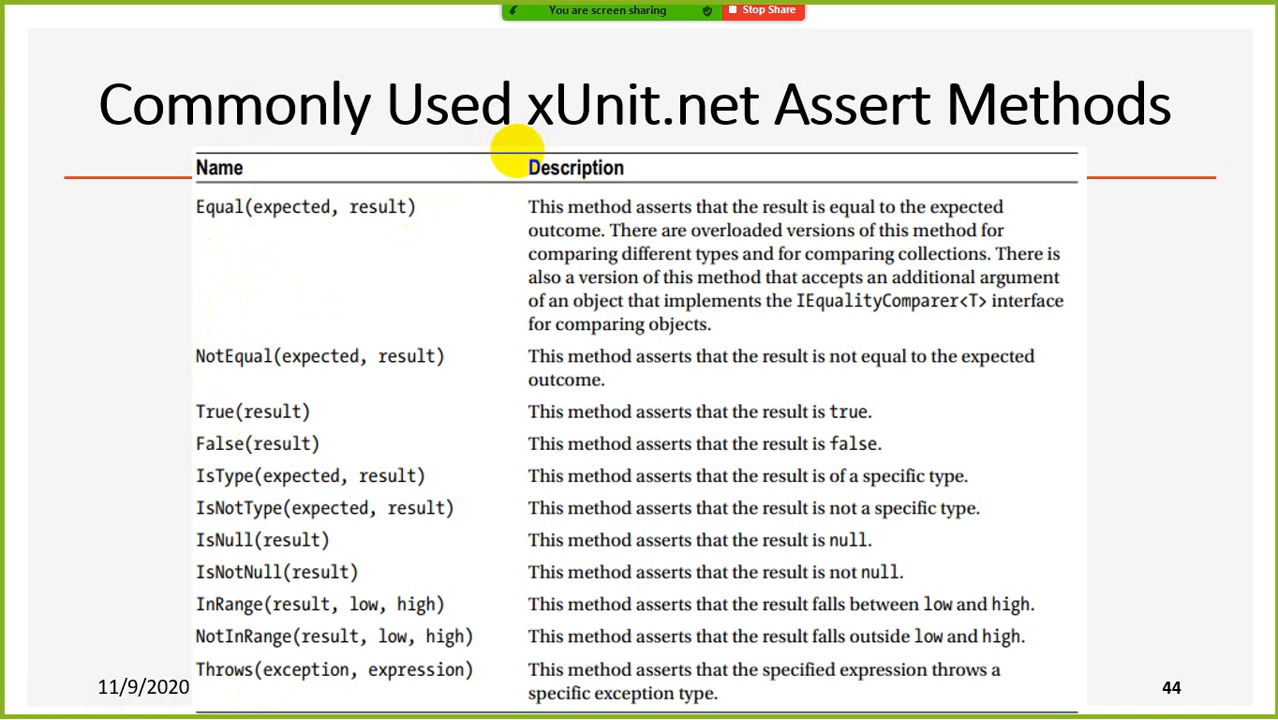 You are screen sharing
Stop Share
Commonly Used xUnit.net Assert Methods
Name Description
Equal(expected, result) This method asserts that the result is equal to the expected
outcome. There are overloaded versions of this method for
comparing different types and for comparing collections. There is
also a version of this method that accepts an additional argument
of an object that implements the IEqualityComparer<T> interface
for comparing objects.
NotEqual(expected, result) This method asserts that the result is not equal to the expected
outcome.
True(result) This method asserts that the result is true.
False(result) This method asserts that the result is false.
IsType(expected, result) This method asserts that the result is of a specific type.
IsNotType(expected, result) This method asserts that the result is not a specific type.
IsNull(result) This method asserts that the result is null.
IsNotNull(result) This method asserts that the result is not null.
InRange(result, low, high) This method asserts that the result falls between low and high.
NotInRange(result, low, high) This method asserts that the result falls outside low and high.
Throws(exception, expression) This method asserts that the specified expression throws a
specific exception type.
11/9/2020
44